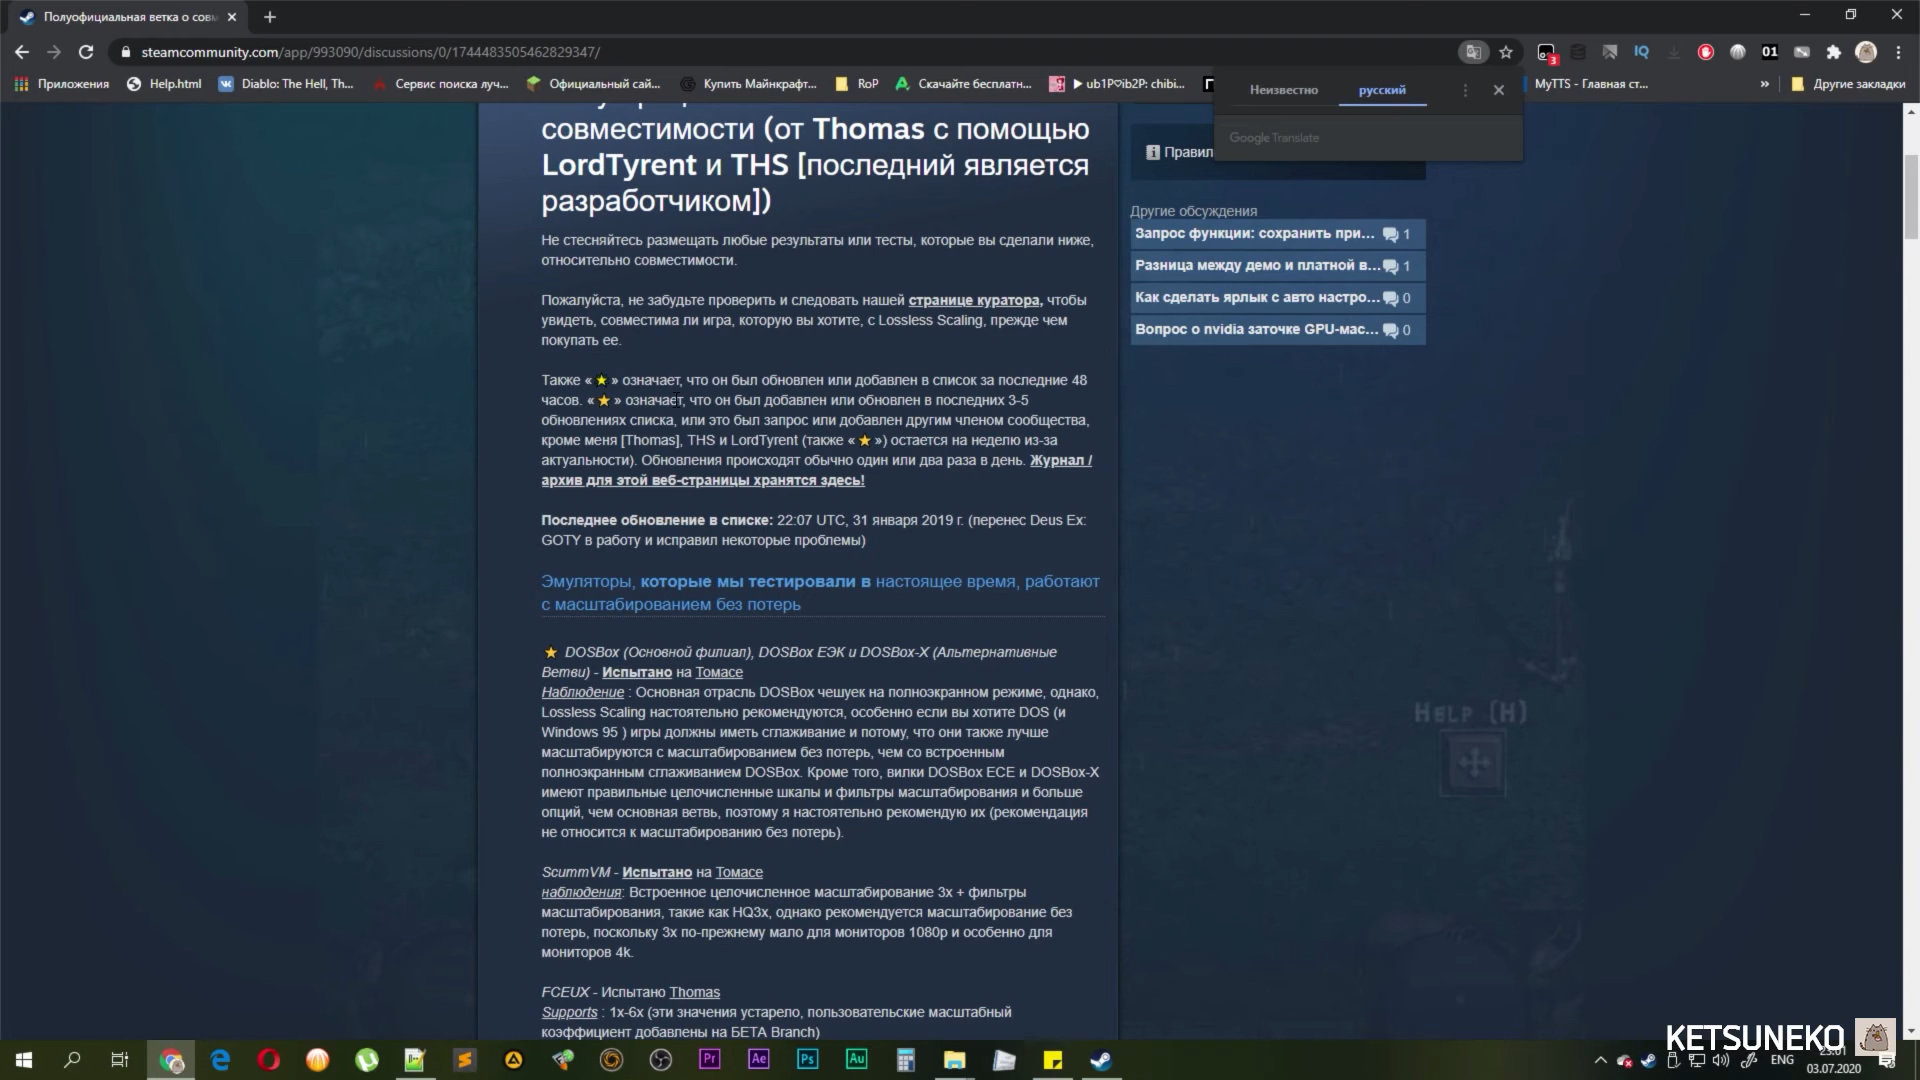 Полуофициальная ветка о совм
steamcommunity.com/app/993090/discussions/0/1744483505462829347/
3
IQ
01
Приложения
Help.html
Diablo: The Hell, Th...
Сервис поиска луч...
Официальный сай...
Купить Майнкрафт...
RoP
Скачайте бесплатн...
▶ ub1P♡ib2P: chibi...
MyTTS - Главная ст...
»
Другие закладки
Неизвестно
русский
Google Translate
совместимости (от Thomas с помощью
LordTyrent и THS [последний является
разработчиком])
Не стесняйтесь размещать любые результаты или тесты, которые вы сделали ниже,
относительно совместимости.
Пожалуйста, не забудьте проверить и следовать нашей странице куратора, чтобы
увидеть, совместима ли игра, которую вы хотите, с Lossless Scaling, прежде чем
покупать ее.
Также « ⭐ » означает, что он был обновлен или добавлен в список за последние 48
часов. « ⭐ » означает, что он был добавлен или обновлен в последних 3-5
обновлениях списка, или это был запрос или добавлен другим членом сообщества,
кроме меня [Thomas], THS и LordTyrent (также « ⭐ ») остается на неделю из-за
актуальности). Обновления происходят обычно один или два раза в день. Журнал /
архив для этой веб-страницы хранятся здесь!
Последнее обновление в списке: 22:07 UTC, 31 января 2019 г. (перенес Deus Ex:
GOTY в работу и исправил некоторые проблемы)
Эмуляторы, которые мы тестировали в настоящее время, работают
с масштабированием без потерь
⭐ DOSBox (Основной филиал), DOSBox ЕЭК и DOSBox-X (Альтернативные
Ветви) - Испытано на Томасе
Наблюдение : Основная отрасль DOSBox чешуек на полноэкранном режиме, однако,
Lossless Scaling настоятельно рекомендуются, особенно если вы хотите DOS (и
Windows 95 ) игры должны иметь сглаживание и потому, что они также лучше
масштабируются с масштабированием без потерь, чем со встроенным
полноэкранным сглаживанием DOSBox. Кроме того, вилки DOSBox ECE и DOSBox-X
имеют правильные целочисленные шкалы и фильтры масштабирования и больше
опций, чем основная ветвь, поэтому я настоятельно рекомендую их (рекомендация
не относится к масштабированию без потерь).
ScummVM - Испытано на Томасе
наблюдения: Встроенное целочисленное масштабирование 3x + фильтры
масштабирования, такие как HQ3x, однако рекомендуется масштабирование без
потерь, поскольку 3x по-прежнему мало для мониторов 1080p и особенно для
мониторов 4k.
FCEUX - Испытано Thomas
Supports : 1x-6x (эти значения устарело, пользовательские масштабный
коэффициент добавлены на БЕТА Branch)
Правил
Другие обсуждения
Запрос функции: сохранить при... 1
Разница между демо и платной в... 1
Как сделать ярлык с авто настро... 0
Вопрос о nvidia заточке GPU-мас... 0
Help (H)
KETSUNEKO
Pr
Ae
Ps
Au
ENG
23:01
03.07.2020